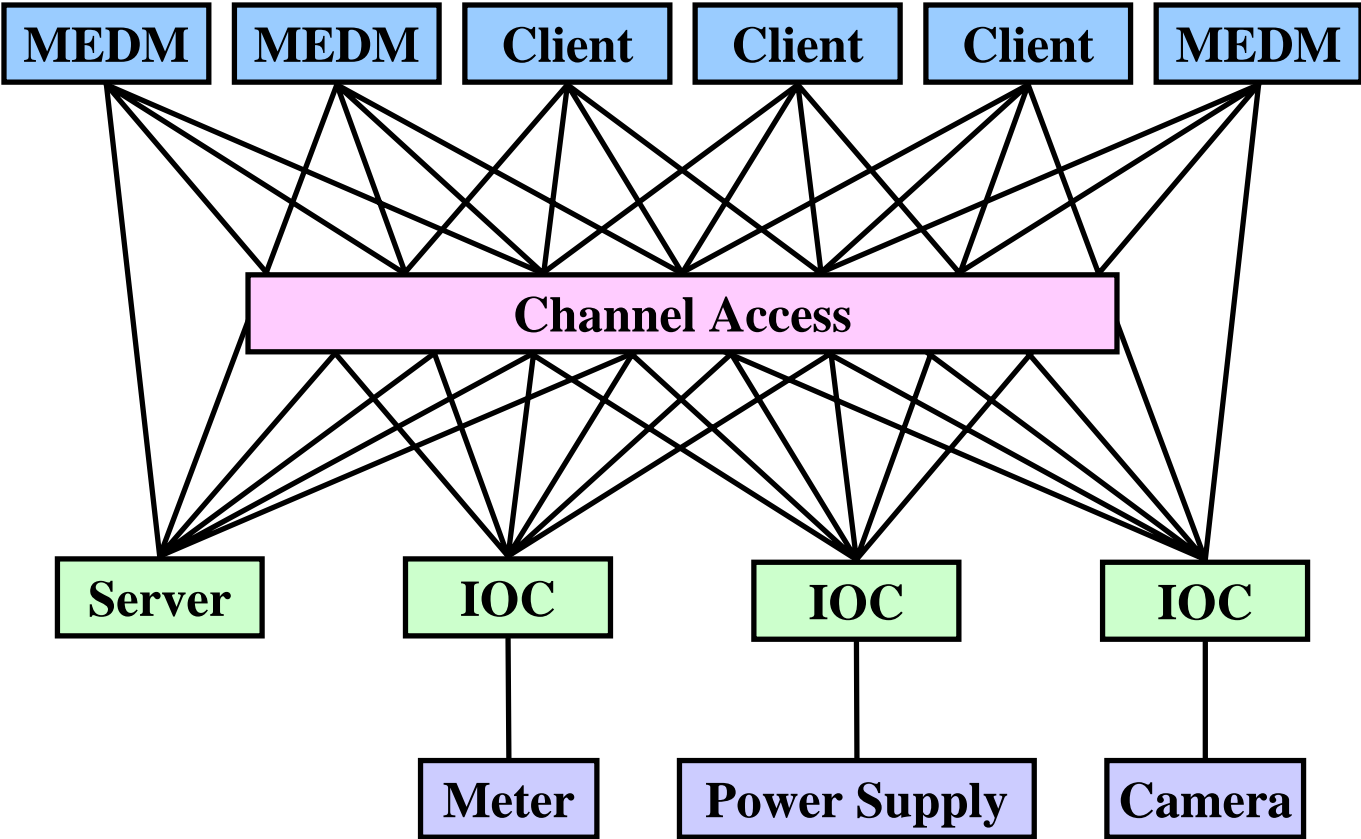 MEDM
MEDM
Client
Client
Client
MEDM
Channel Access
Server
IOC
IOC
IOC
Meter
Power Supply
Camera